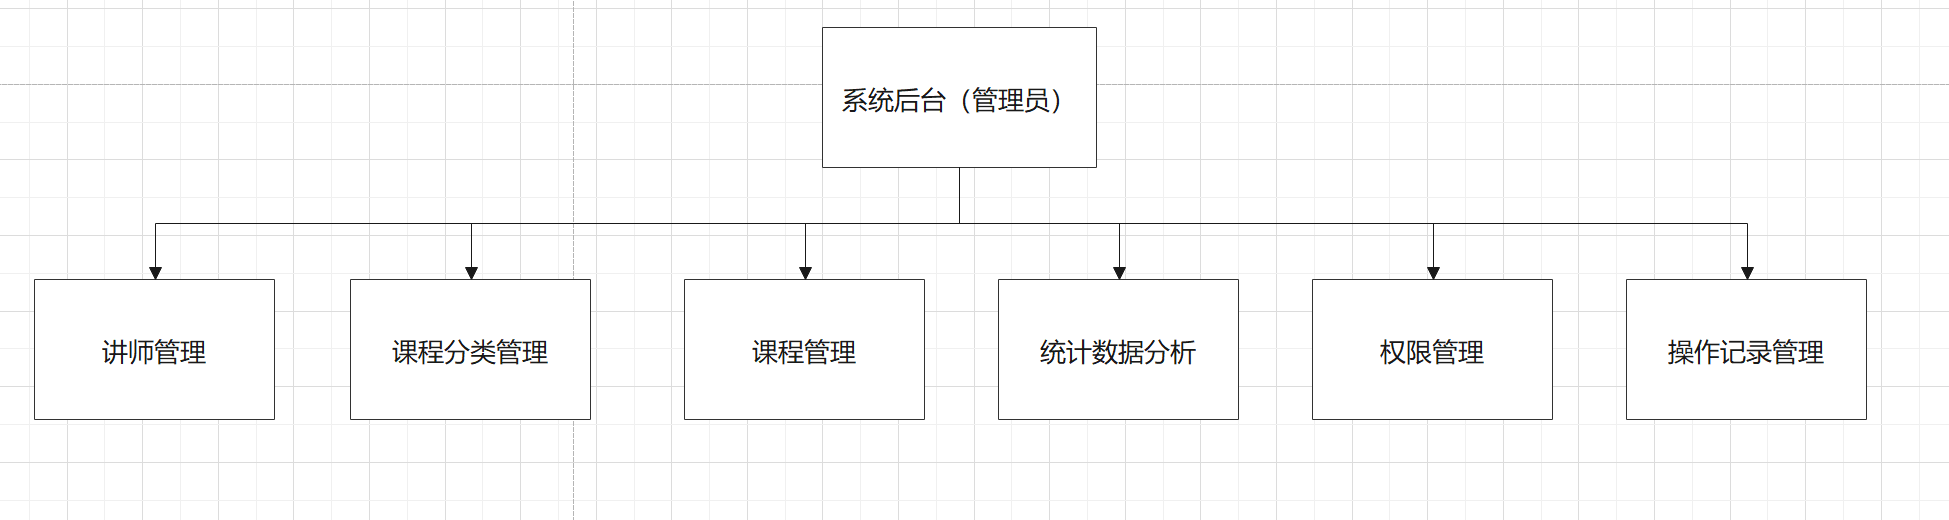 系统后台（管理员）
讲师管理
课程分类管理
课程管理
统计数据分析
权限管理
操作记录管理